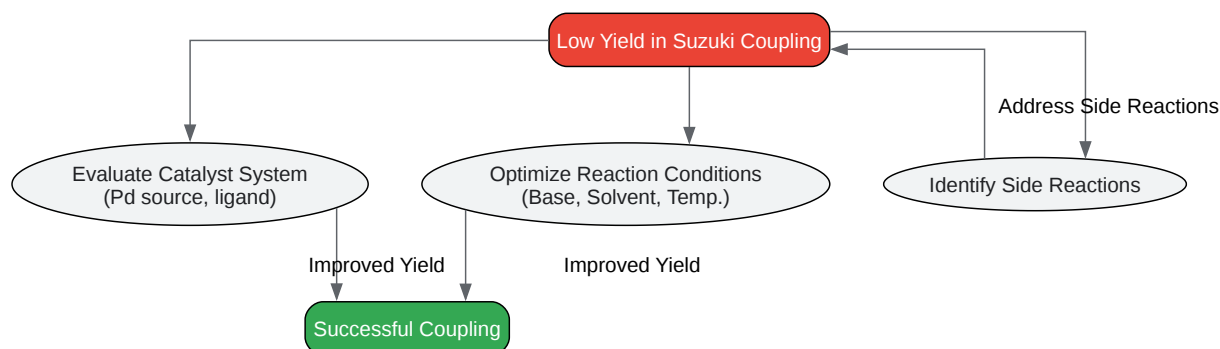 Low Yield in Suzuki Coupling
Address Side Reactions
Evaluate Catalyst System
(Pd source, ligand)
Optimize Reaction Conditions
(Base, Solvent, Temp.)
Identify Side Reactions
Improved Yield
Improved Yield
Successful Coupling